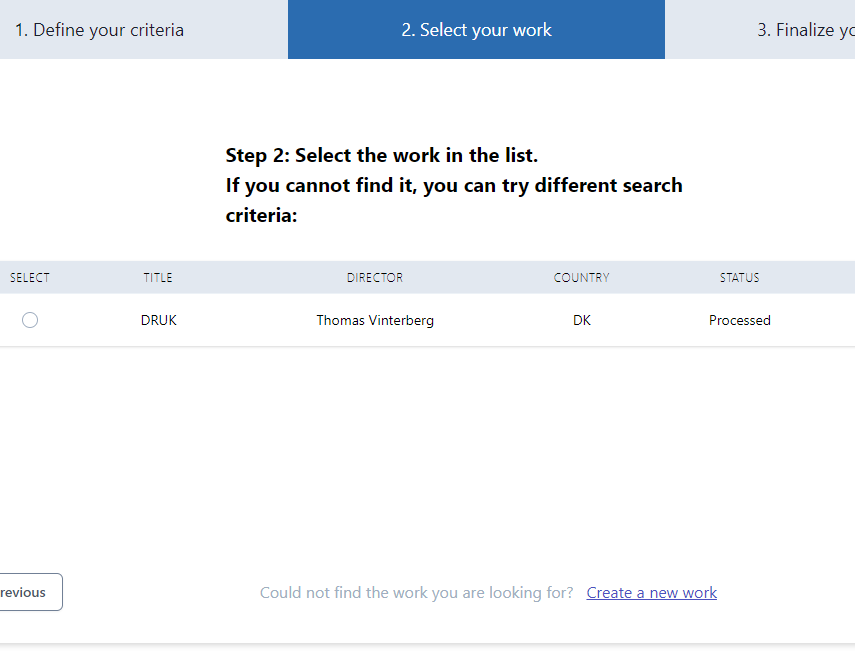 1. Define your criteria
2. Select your work
3. Finalize yo
Step 2: Select the work in the list.
If you cannot find it, you can try different search
criteria:
SELECT TITLE DIRECTOR COUNTRY STATUS
DRUK Thomas Vinterberg DK Processed
revious
Could not find the work you are looking for? Create a new work